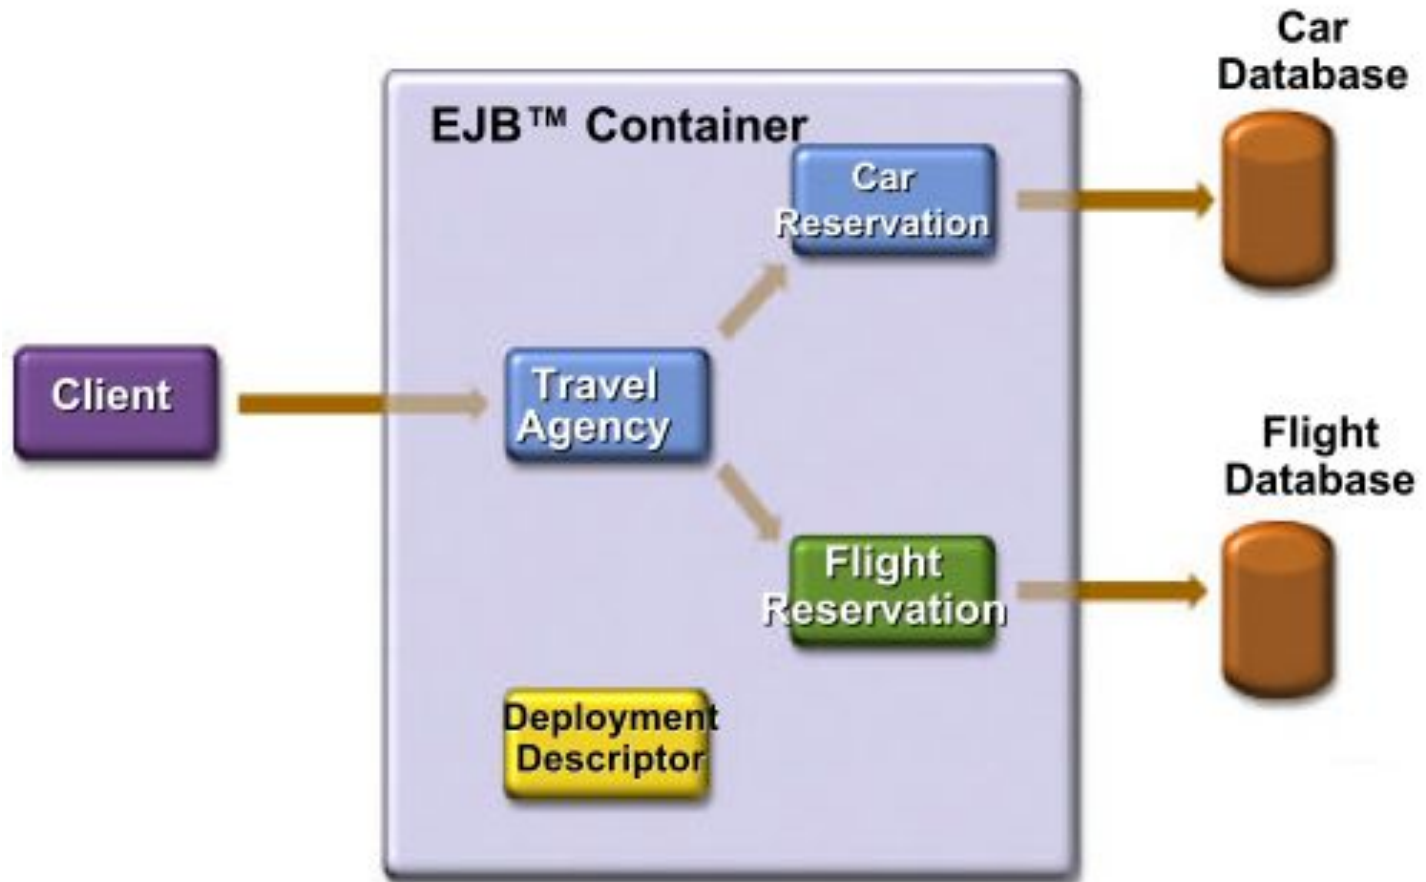 Car
Database
EJB™ Container
Car
Reservation
Client
Travel
Agency
Flight
Database
Flight
Reservation
Deployment
Descriptor